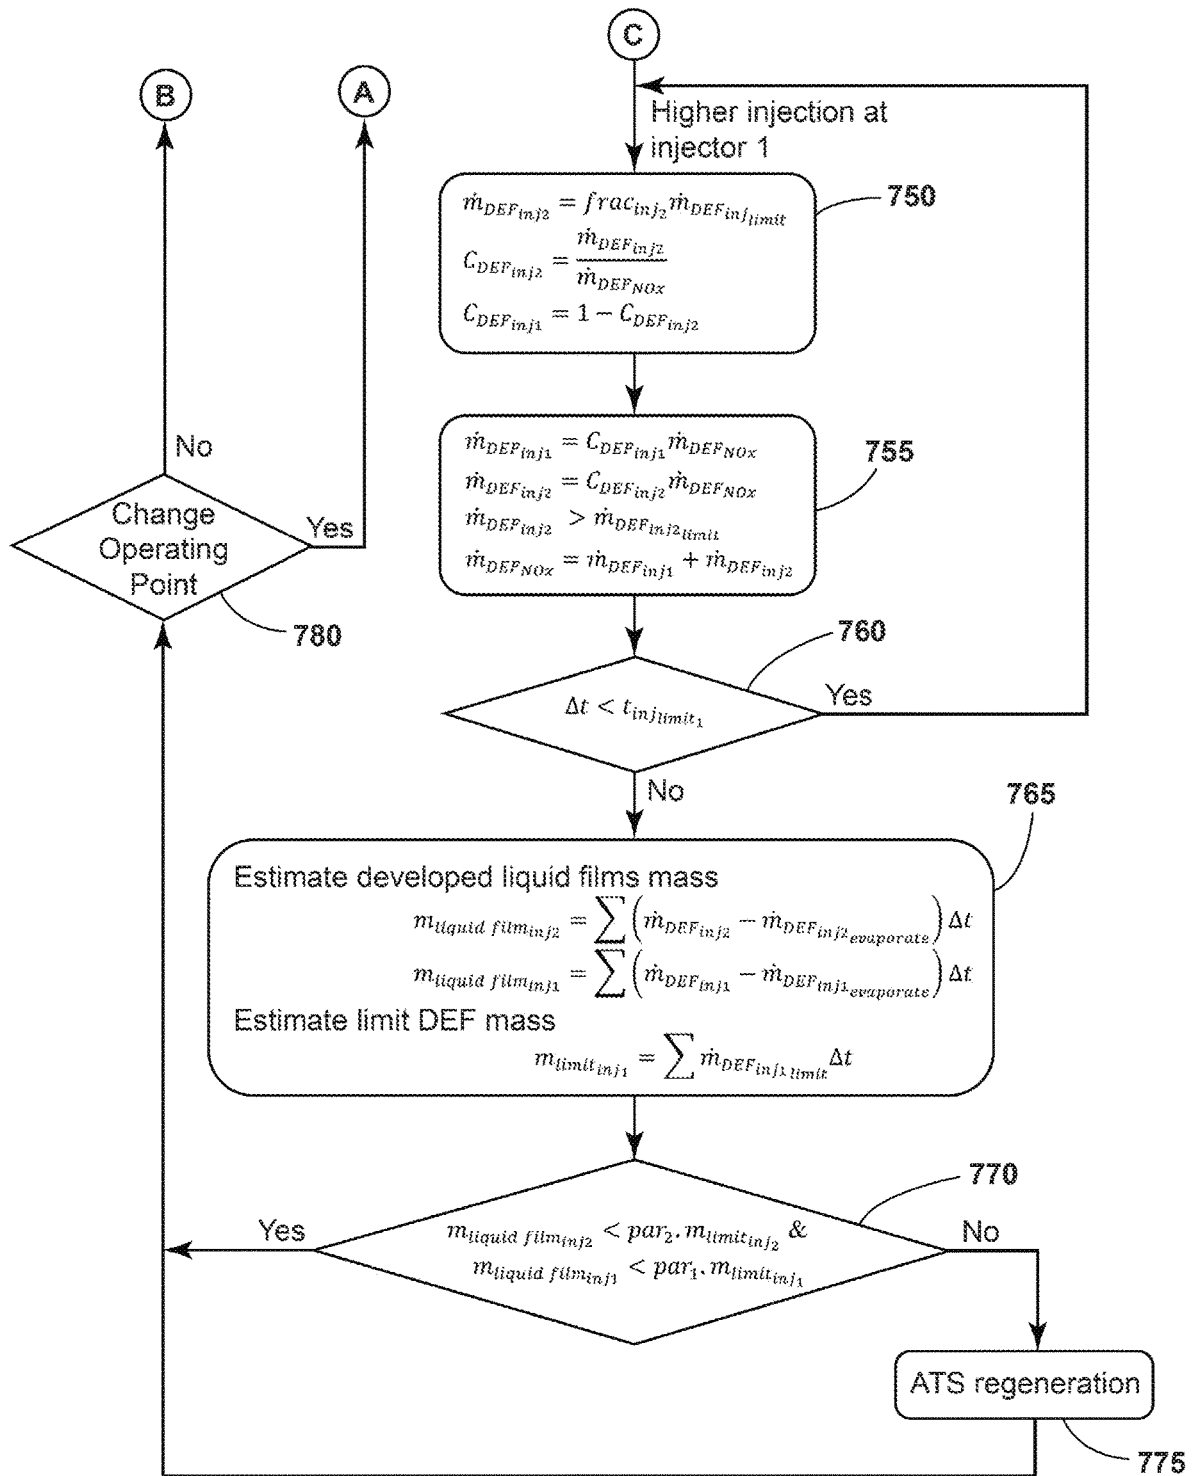 C
B
A
Higher injection at
injector 1
ṁ_DEF_inj2 = frac_inj2 ṁ_DEF_inj_limit
C_DEF_inj2 = ṁ_DEF_inj2 / ṁ_DEF_NOx
C_DEF_inj1 = 1 − C_DEF_inj2
750
ṁ_DEF_inj1 = C_DEF_inj1 ṁ_DEF_NOx
ṁ_DEF_inj2 = C_DEF_inj2 ṁ_DEF_NOx
ṁ_DEF_inj2 > ṁ_DEF_inj2_limit
ṁ_DEF_NOx = ṁ_DEF_inj1 + ṁ_DEF_inj2
755
No
Change
Operating
Point
Yes
780
760
Δt < t_inj_limit_1
Yes
No
765
Estimate developed liquid films mass
m_liquid film_inj2 = ∑ (ṁ_DEF_inj2 − ṁ_DEF_inj2_evaporate) Δt
m_liquid film_inj1 = ∑ (ṁ_DEF_inj1 − ṁ_DEF_inj1_evaporate) Δt
Estimate limit DEF mass
m_limit_inj1 = ∑ ṁ_DEF_inj1_limit Δt
770
Yes
m_liquid film_inj2 < par_2. m_limit_inj2 &
m_liquid film_inj1 < par_1. m_limit_inj1
No
ATS regeneration
775